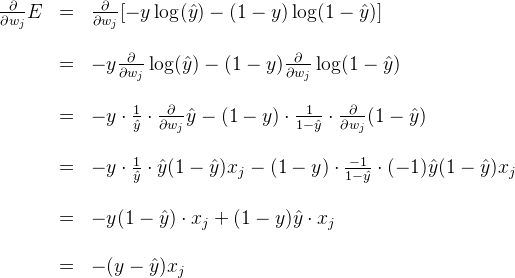 ∂/∂w_j E = ∂/∂w_j [−y log(ŷ) − (1 − y) log(1 − ŷ)]
= −y ∂/∂w_j log(ŷ) − (1 − y) ∂/∂w_j log(1 − ŷ)
= −y · 1/ŷ · ∂/∂w_j ŷ − (1 − y) · 1/(1−ŷ) · ∂/∂w_j (1 − ŷ)
= −y · 1/ŷ · ŷ(1 − ŷ)x_j − (1 − y) · −1/(1−ŷ) · (−1)ŷ(1 − ŷ)x_j
= −y(1 − ŷ) · x_j + (1 − y)ŷ · x_j
= −(y − ŷ)x_j